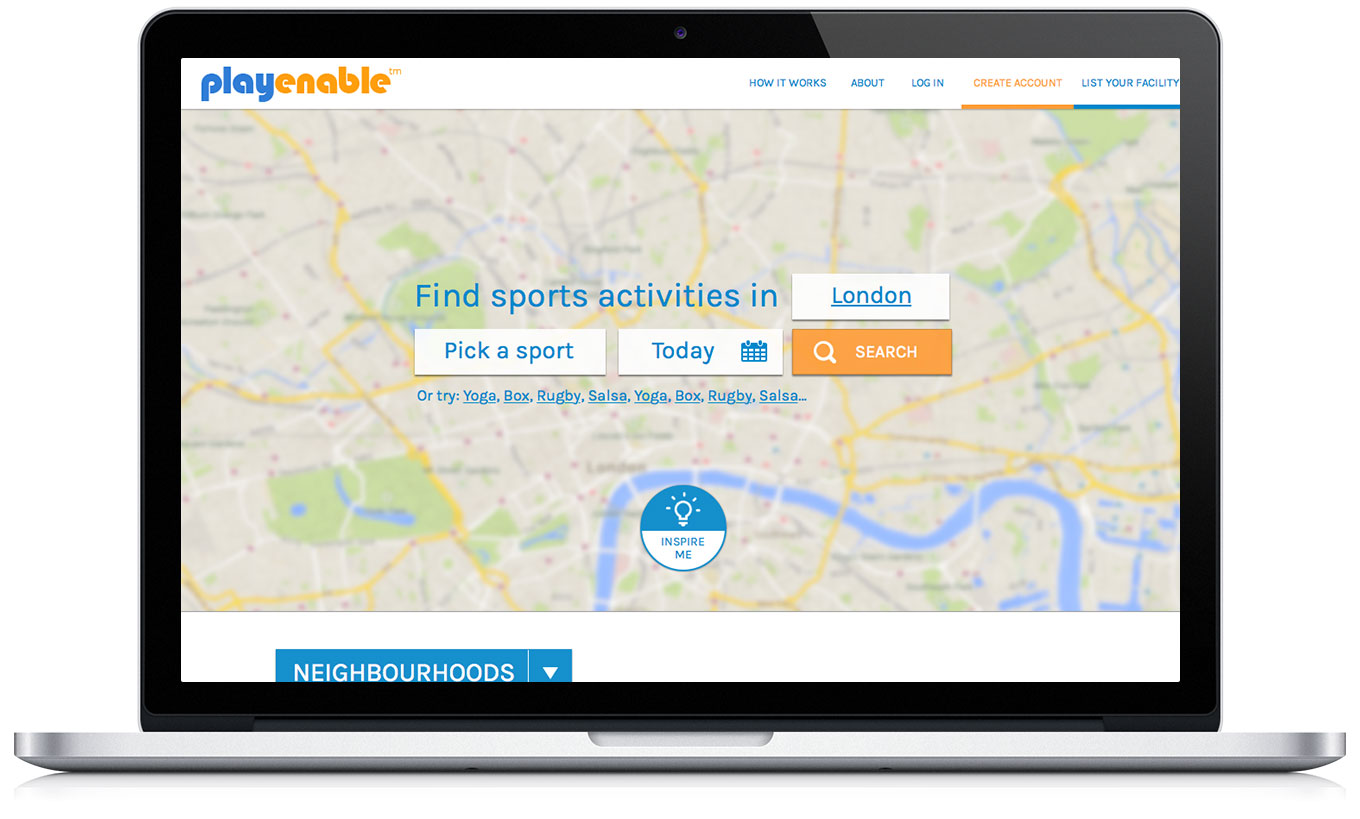 playenable™
HOW IT WORKS ABOUT LOG IN CREATE ACCOUNT LIST YOUR FACILITY
Find sports activities in London
Pick a sport Today SEARCH
Or try: Yoga, Box, Rugby, Salsa, Yoga, Box, Rugby, Salsa...
London
INSPIRE
ME
NEIGHBOURHOODS